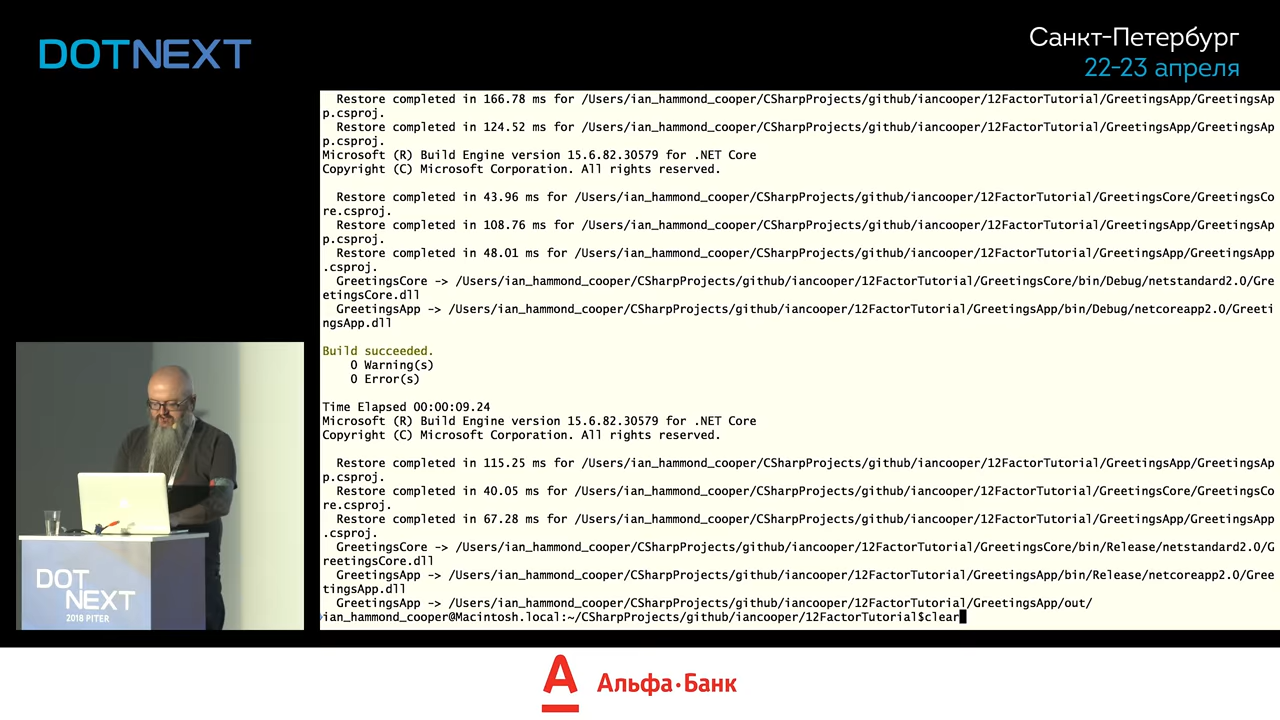 DOTNEXT
Санкт-Петербург
22-23 апреля
Restore completed in 166.78 ms for /Users/ian_hammond_cooper/CSharpProjects/github/iancooper/12FactorTutorial/GreetingsApp/GreetingsAp
p.csproj.
Restore completed in 124.52 ms for /Users/ian_hammond_cooper/CSharpProjects/github/iancooper/12FactorTutorial/GreetingsApp/GreetingsAp
p.csproj.
Microsoft (R) Build Engine version 15.6.82.30579 for .NET Core
Copyright (C) Microsoft Corporation. All rights reserved.
Restore completed in 43.96 ms for /Users/ian_hammond_cooper/CSharpProjects/github/iancooper/12FactorTutorial/GreetingsCore/GreetingsCo
re.csproj.
Restore completed in 108.76 ms for /Users/ian_hammond_cooper/CSharpProjects/github/iancooper/12FactorTutorial/GreetingsApp/GreetingsAp
p.csproj.
Restore completed in 48.01 ms for /Users/ian_hammond_cooper/CSharpProjects/github/iancooper/12FactorTutorial/GreetingsApp/GreetingsApp
.csproj.
GreetingsCore -> /Users/ian_hammond_cooper/CSharpProjects/github/iancooper/12FactorTutorial/GreetingsCore/bin/Debug/netstandard2.0/Gre
etingsCore.dll
GreetingsApp -> /Users/ian_hammond_cooper/CSharpProjects/github/iancooper/12FactorTutorial/GreetingsApp/bin/Debug/netcoreapp2.0/Greeti
ngsApp.dll
Build succeeded.
0 Warning(s)
0 Error(s)
Time Elapsed 00:00:09.24
Microsoft (R) Build Engine version 15.6.82.30579 for .NET Core
Copyright (C) Microsoft Corporation. All rights reserved.
Restore completed in 115.25 ms for /Users/ian_hammond_cooper/CSharpProjects/github/iancooper/12FactorTutorial/GreetingsApp/GreetingsAp
p.csproj.
Restore completed in 40.05 ms for /Users/ian_hammond_cooper/CSharpProjects/github/iancooper/12FactorTutorial/GreetingsCore/GreetingsCo
re.csproj.
Restore completed in 67.28 ms for /Users/ian_hammond_cooper/CSharpProjects/github/iancooper/12FactorTutorial/GreetingsApp/GreetingsApp
.csproj.
GreetingsCore -> /Users/ian_hammond_cooper/CSharpProjects/github/iancooper/12FactorTutorial/GreetingsCore/bin/Release/netstandard2.0/G
reetingsCore.dll
GreetingsApp -> /Users/ian_hammond_cooper/CSharpProjects/github/iancooper/12FactorTutorial/GreetingsApp/bin/Release/netcoreapp2.0/Gree
tingsApp.dll
GreetingsApp -> /Users/ian_hammond_cooper/CSharpProjects/github/iancooper/12FactorTutorial/GreetingsApp/out/
ian_hammond_cooper@Macintosh.local:~/CSharpProjects/github/iancooper/12FactorTutorial$clear
DOT
NEXT
2018 PITER
Альфа·Банк